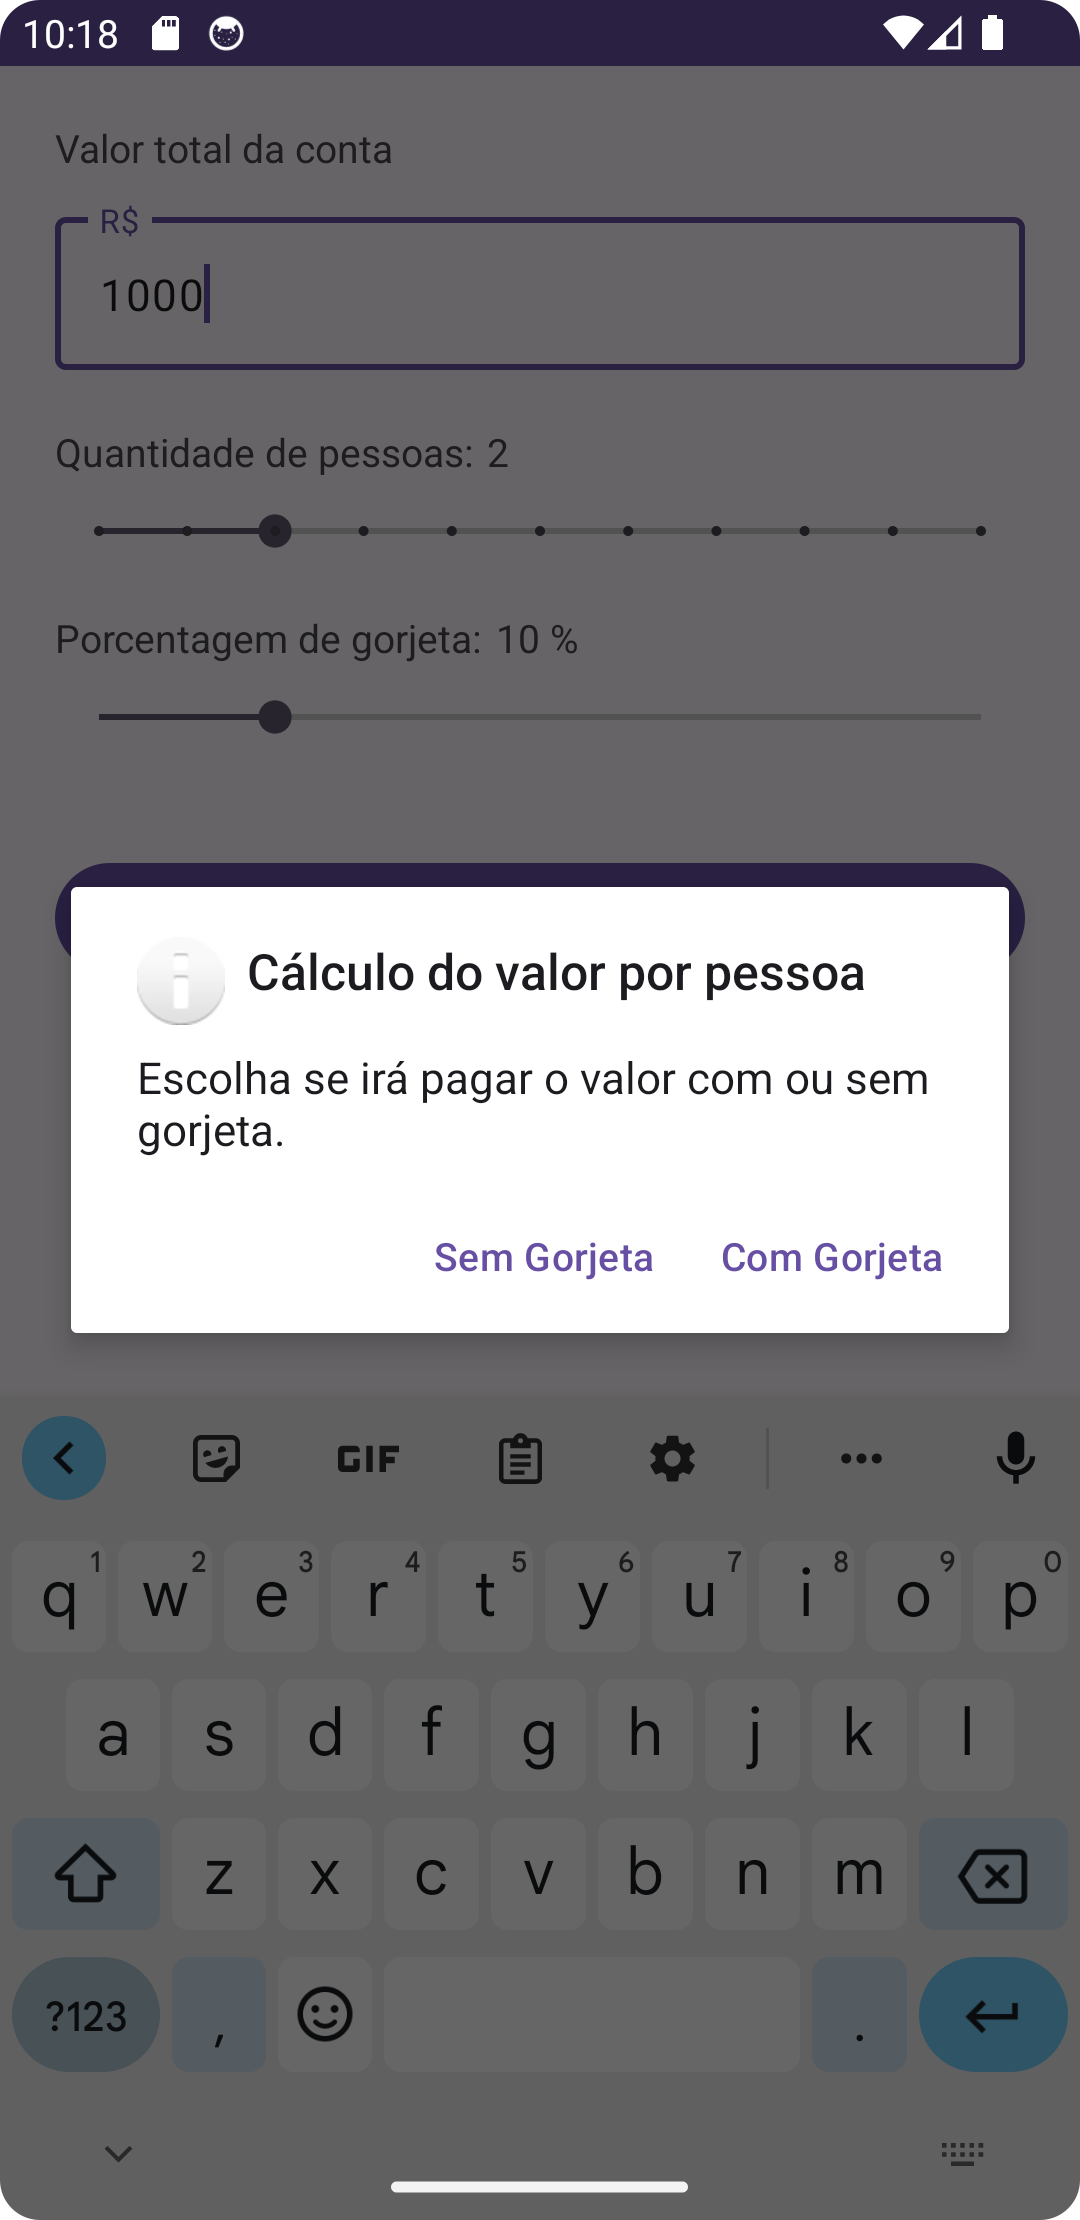 10:18
Valor total da conta
R$
1000
Quantidade de pessoas: 2
Porcentagem de gorjeta: 10 %
Cálculo do valor por pessoa
Escolha se irá pagar o valor com ou sem
gorjeta.
Sem Gorjeta Com Gorjeta
GIF
q 1 w 2 e 3 r 4 t 5 y 6 u 7 i 8 o 9 p 0
a s d f g h j k l
z x c v b n m
?123 , .